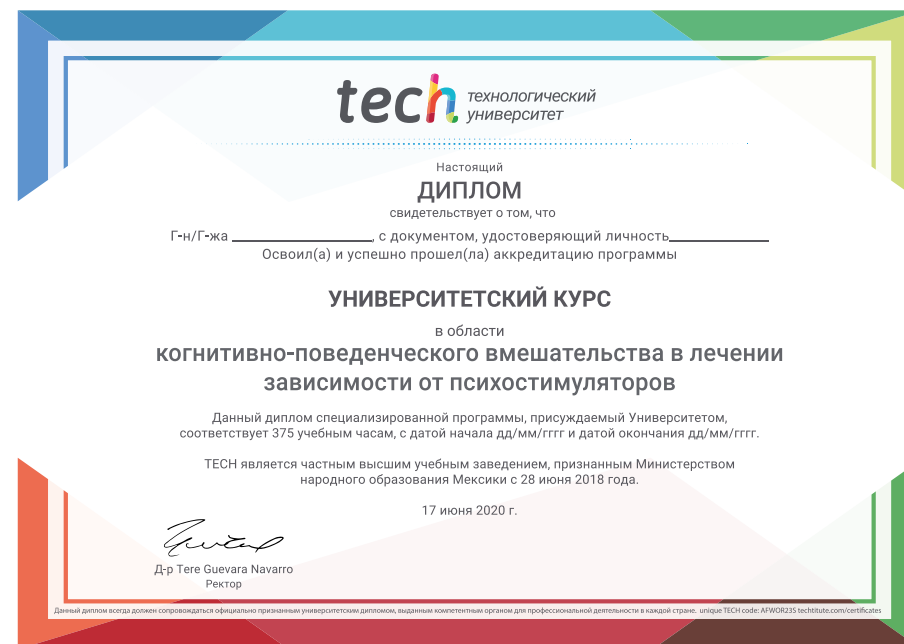 tech технологический
университет
Настоящий
ДИПЛОМ
свидетельствует о том, что
Г-н/Г-жа ____________________, с документом, удостоверяющий личность______________
Освоил(а) и успешно прошел(ла) аккредитацию программы
УНИВЕРСИТЕТСКИЙ КУРС
в области
когнитивно-поведенческого вмешательства в лечении
зависимости от психостимуляторов
Данный диплом специализированной программы, присуждаемый Университетом,
соответствует 375 учебным часам, с датой начала дд/мм/гггг и датой окончания дд/мм/гггг.
TECH является частным высшим учебным заведением, признанным Министерством
народного образования Мексики с 28 июня 2018 года.
17 июня 2020 г.
Д-р Tere Guevara Navarro
Ректор
Данный диплом всегда должен сопровождаться официально признанным университетским дипломом, выданным компетентным органом для профессиональной деятельности в каждой стране. unique TECH code: AFWOR23S techtitute.com/certificates